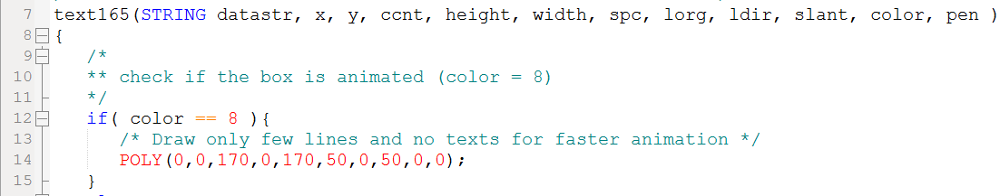 7 text165(STRING datastr, x, y, ccnt, height, width, spc, lorg, ldir, slant, color, pen )
8 {
9 /*
10 ** check if the box is animated (color = 8)
11 */
12 if( color == 8 ){
13 /* Draw only few lines and no texts for faster animation */
14 POLY(0,0,170,0,170,50,0,50,0,0);
15 }